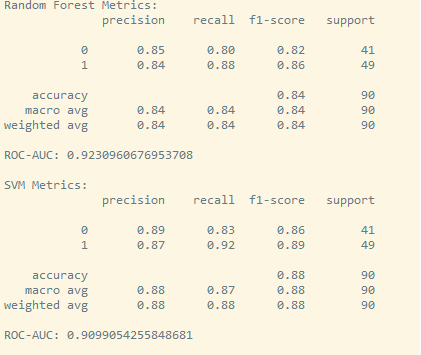 Random Forest Metrics:
precision recall f1-score support
0 0.85 0.80 0.82 41
1 0.84 0.88 0.86 49
accuracy 0.84 90
macro avg 0.84 0.84 0.84 90
weighted avg 0.84 0.84 0.84 90
ROC-AUC: 0.9230960676953708
SVM Metrics:
precision recall f1-score support
0 0.89 0.83 0.86 41
1 0.87 0.92 0.89 49
accuracy 0.88 90
macro avg 0.88 0.87 0.88 90
weighted avg 0.88 0.88 0.88 90
ROC-AUC: 0.9099054255848681